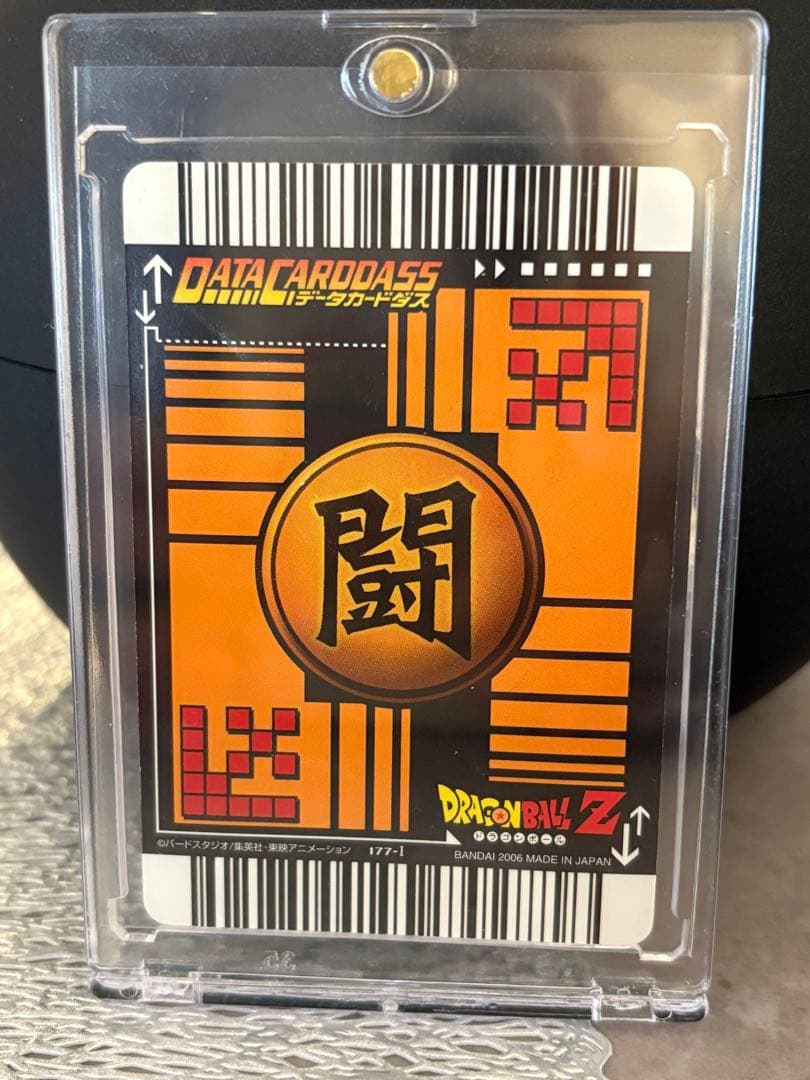 DATA CARDDASS
データカードダス
闘
DRAGON BALL Z
ドラゴンボール
©バードスタジオ/集英社・東映アニメーション 177-I
BANDAI 2006 MADE IN JAPAN
35